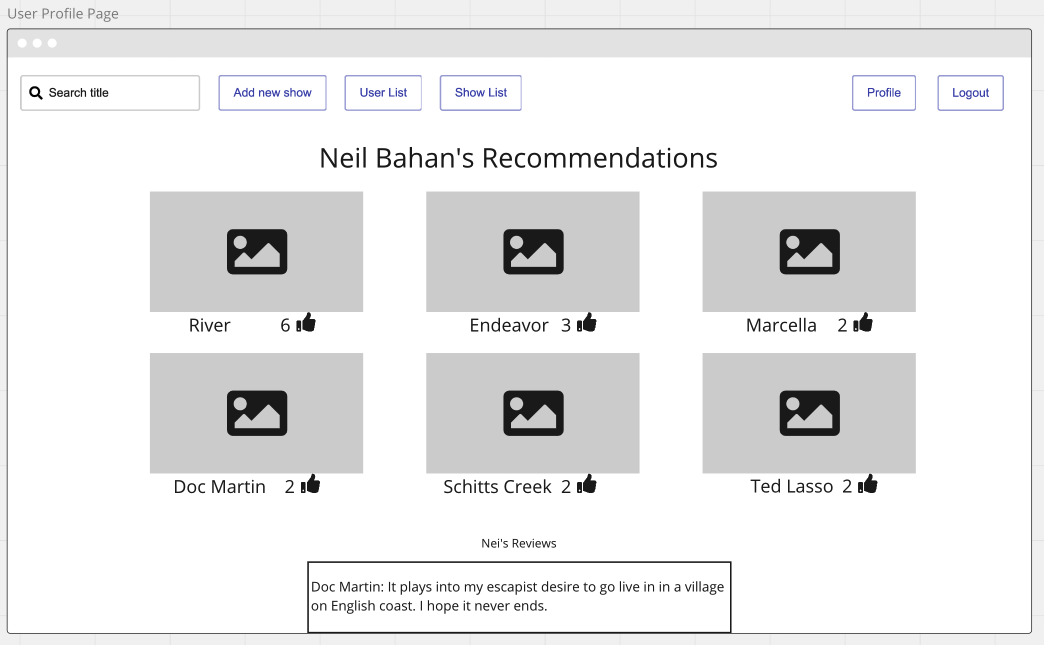 User Profile Page
Search title
Add new show
User List
Show List
Profile
Logout
Neil Bahan's Recommendations
River 6
Endeavor 3
Marcella 2
Doc Martin 2
Schitts Creek 2
Ted Lasso 2
Nei's Reviews
Doc Martin: It plays into my escapist desire to go live in in a village
on English coast. I hope it never ends.